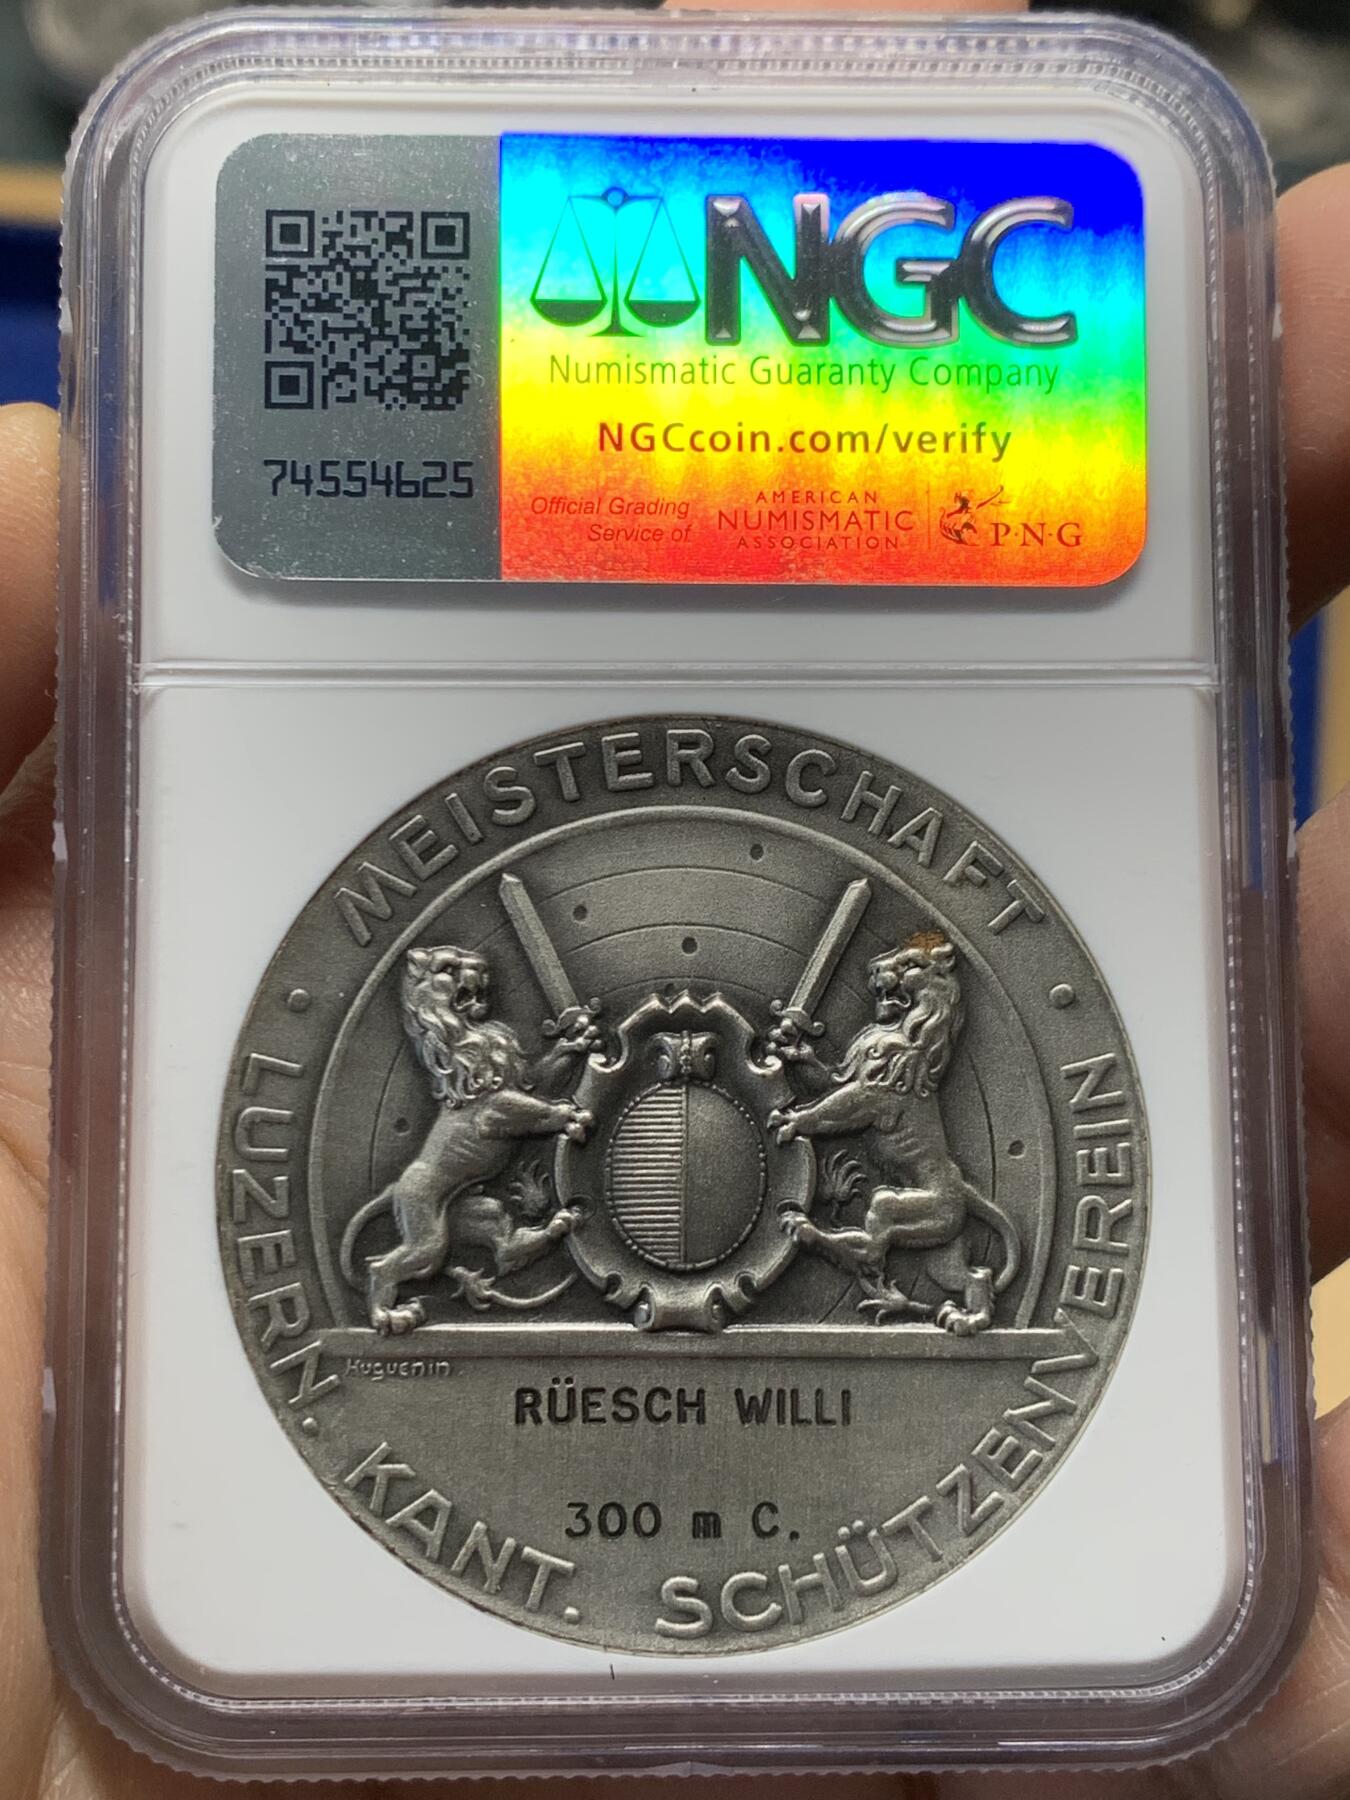 NGC
Numismatic Guaranty Company
NGCcoin.com/verify
74554625
Official Grading
Service of
AMERICAN
NUMISMATIC
ASSOCIATION
P·N·G
MEISTERSCHAFT
· LUZERN. KANT. SCHÜTZENVEREIN ·
Huguenin
RÜESCH WILLI
300 m C.